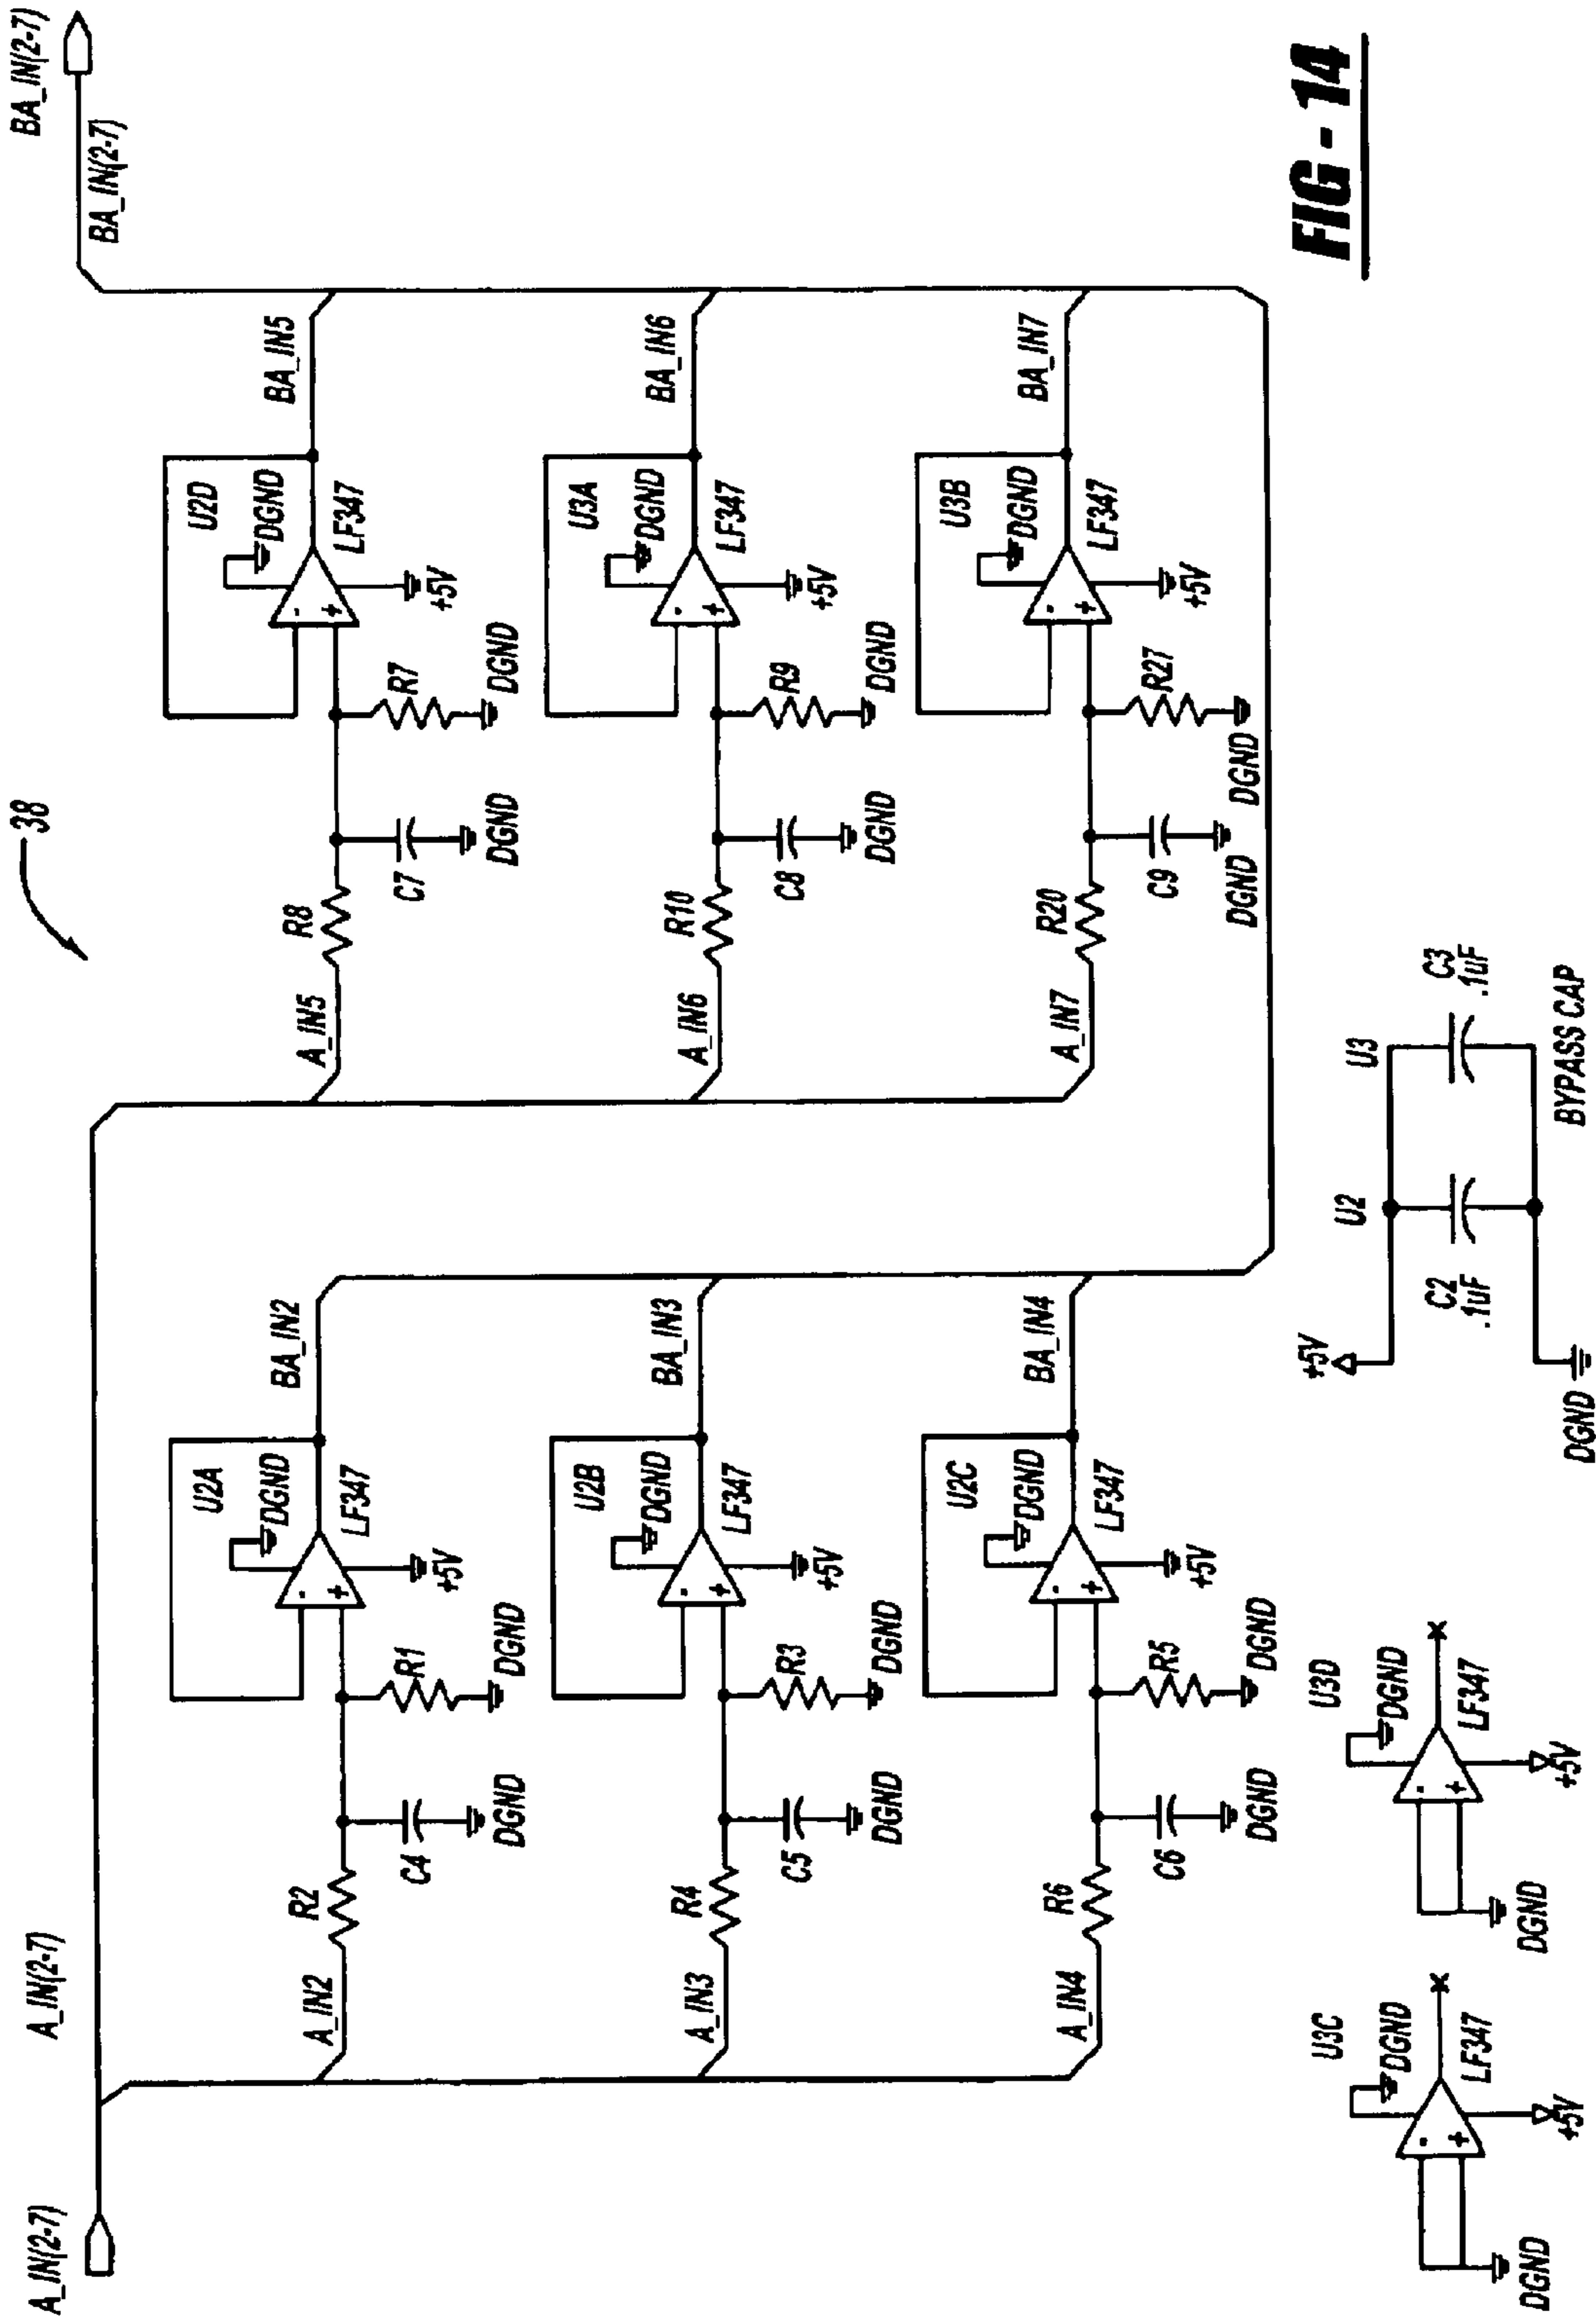 A_IN(2-7)
A_IN(2-7)
38
BA_IN(2-7)
BA_IN(2-7)
A_IN2
R2
C4
DGND
R1
DGND
U2A
DGND
LF347
+5V
BA_IN2
A_IN3
R4
C5
DGND
R3
DGND
U2B
DGND
LF347
+5V
BA_IN3
A_IN4
R6
C6
DGND
R5
DGND
U2C
DGND
LF347
+5V
BA_IN4
A_IN5
R8
C7
DGND
R7
DGND
U2D
DGND
LF347
+5V
BA_IN5
A_IN6
R10
C8
DGND
R9
DGND
U3A
DGND
LF347
+5V
BA_IN6
A_IN7
R20
C9
DGND
R27
DGND
U3B
DGND
LF347
+5V
BA_IN7
U3C
DGND
LF347
+5V
DGND
U3D
DGND
LF347
+5V
DGND
+5V
U2
U3
C2
.1uF
C3
.1uF
DGND
BYPASS CAP
FIG - 14